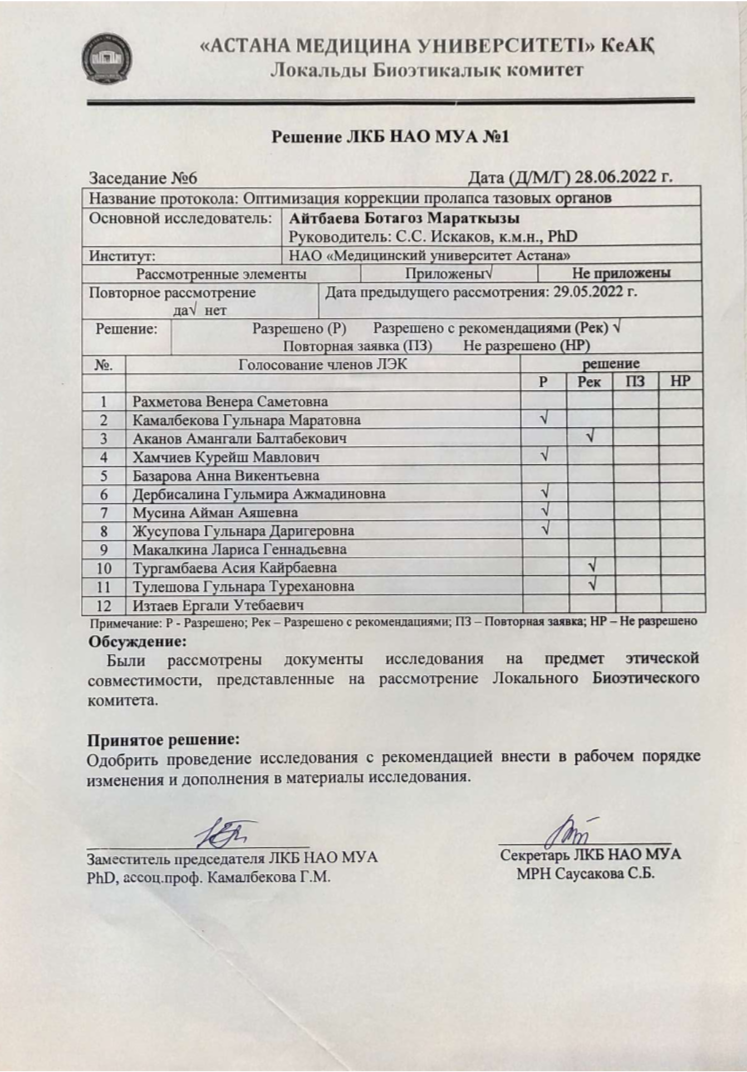 «АСТАНА МЕДИЦИНА УНИВЕРСИТЕТІ» КеАҚ
Локальды Биоэтикалық комитет
Решение ЛКБ НАО МУА №1
Заседание №6 Дата (Д/М/Г) 28.06.2022 г.
Название протокола: Оптимизация коррекции пролапса тазовых органов
Основной исследователь: Айтбаева Ботагоз Мараткызы
Руководитель: С.С. Искаков, к.м.н., PhD
Институт: НАО «Медицинский университет Астана»
Рассмотренные элементы Приложены√ Не приложены
Повторное рассмотрение Дата предыдущего рассмотрения: 29.05.2022 г.
да√ нет
Решение: Разрешено (Р) Разрешено с рекомендациями (Рек) √
Повторная заявка (ПЗ) Не разрешено (НР)
№. Голосование членов ЛЭК решение
Р Рек ПЗ НР
1 Рахметова Венера Саметовна
2 Камалбекова Гульнара Маратовна √
3 Аканов Амангали Балтабекович √
4 Хамчиев Курейш Мавлович √
5 Базарова Анна Викентьевна
6 Дербисалина Гульмира Ажмадиновна √
7 Мусина Айман Аяшевна √
8 Жусупова Гульнара Даригеровна √
9 Макалкина Лариса Геннадьевна
10 Тургамбаева Асия Кайрбаевна √
11 Тулешова Гульнара Турехановна √
12 Изтаев Ергали Утебаевич
Примечание: Р - Разрешено; Рек – Разрешено с рекомендациями; ПЗ – Повторная заявка; НР – Не разрешено
Обсуждение:
Были рассмотрены документы исследования на предмет этической
совместимости, представленные на рассмотрение Локального Биоэтического
комитета.
Принятое решение:
Одобрить проведение исследования с рекомендацией внести в рабочем порядке
изменения и дополнения в материалы исследования.
Заместитель председателя ЛКБ НАО МУА
PhD, ассоц.проф. Камалбекова Г.М.
Секретарь ЛКБ НАО МУА
МРН Саусакова С.Б.